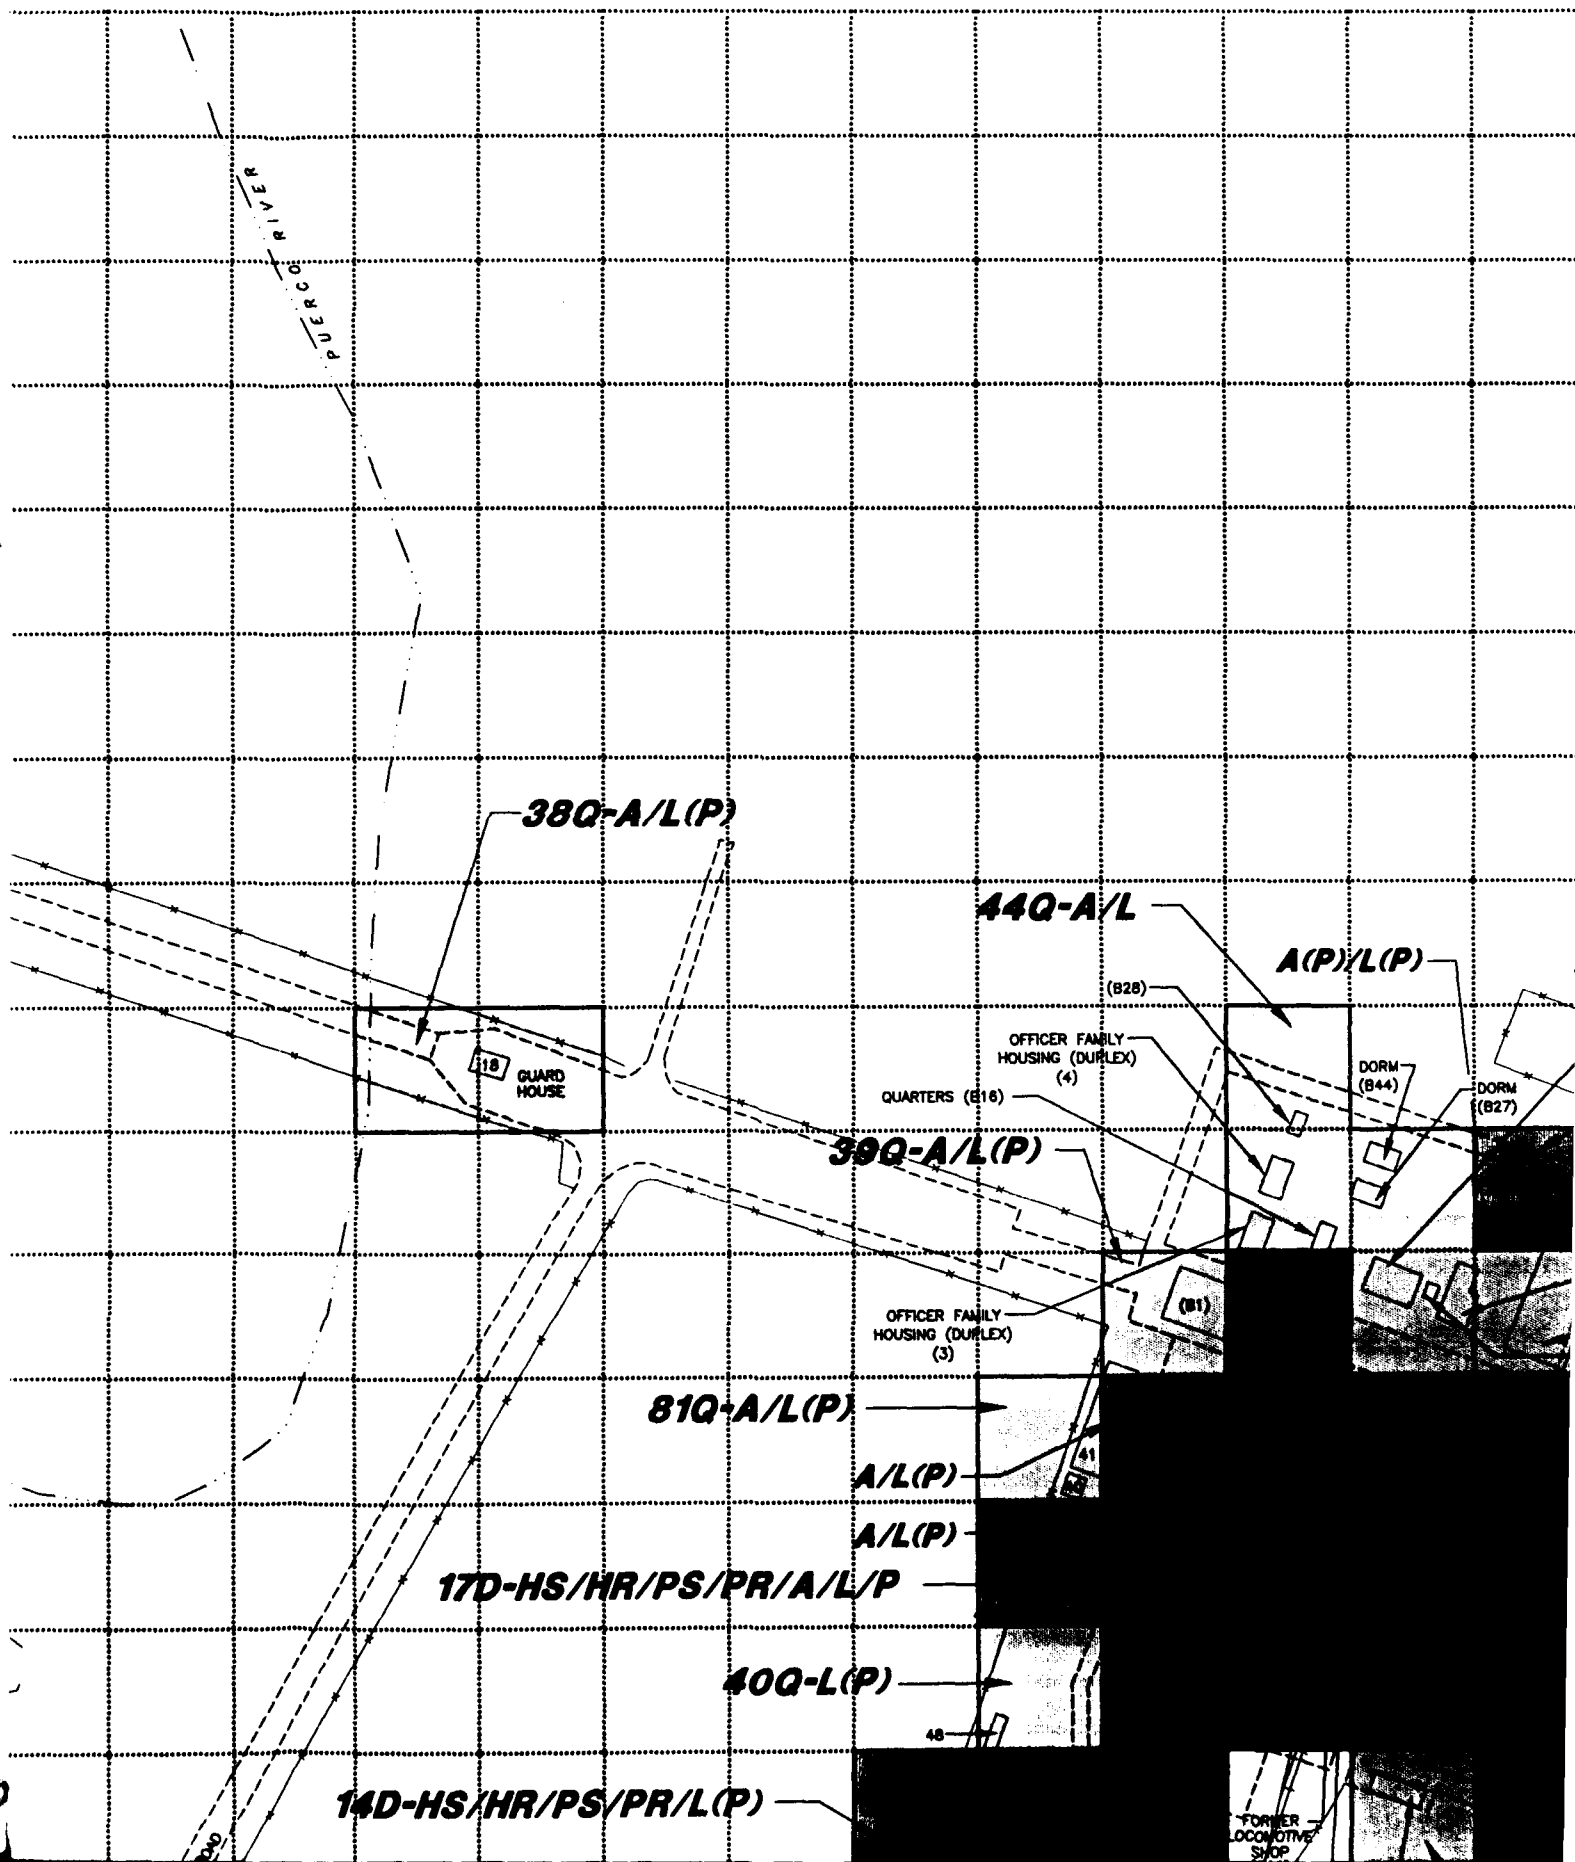 PUERCO RIVER
38Q-A/L(P)
44Q-A/L
A(P)/L(P)
(B28)
OFFICER FAMILY
HOUSING (DUPLEX)
(4)
DORM
(B44)
DORM
(B27)
QUARTERS (B16)
18
GUARD
HOUSE
39Q-A/L(P)
(B1)
OFFICER FAMILY
HOUSING (DUPLEX)
(3)
81Q-A/L(P)
41
A/L(P)
A/L(P)
17D-HS/HR/PS/PR/A/L/P
40Q-L(P)
48
14D-HS/HR/PS/PR/L(P)
ROAD
FORMER
LOCOMOTIVE
SHOP